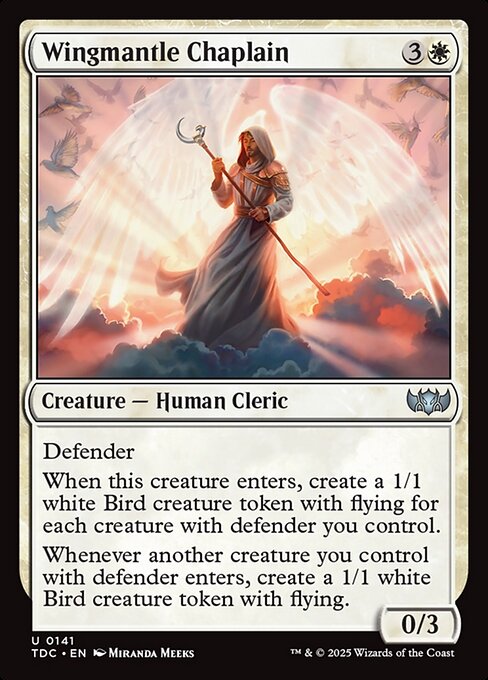 Wingmantle Chaplain 3
Creature — Human Cleric
Defender
When this creature enters, create a 1/1
white Bird creature token with flying for
each creature with defender you control.
Whenever another creature you control
with defender enters, create a 1/1 white
Bird creature token with flying.
0/3
U 0141
TDC • EN Miranda Meeks ™ & © 2025 Wizards of the Coast